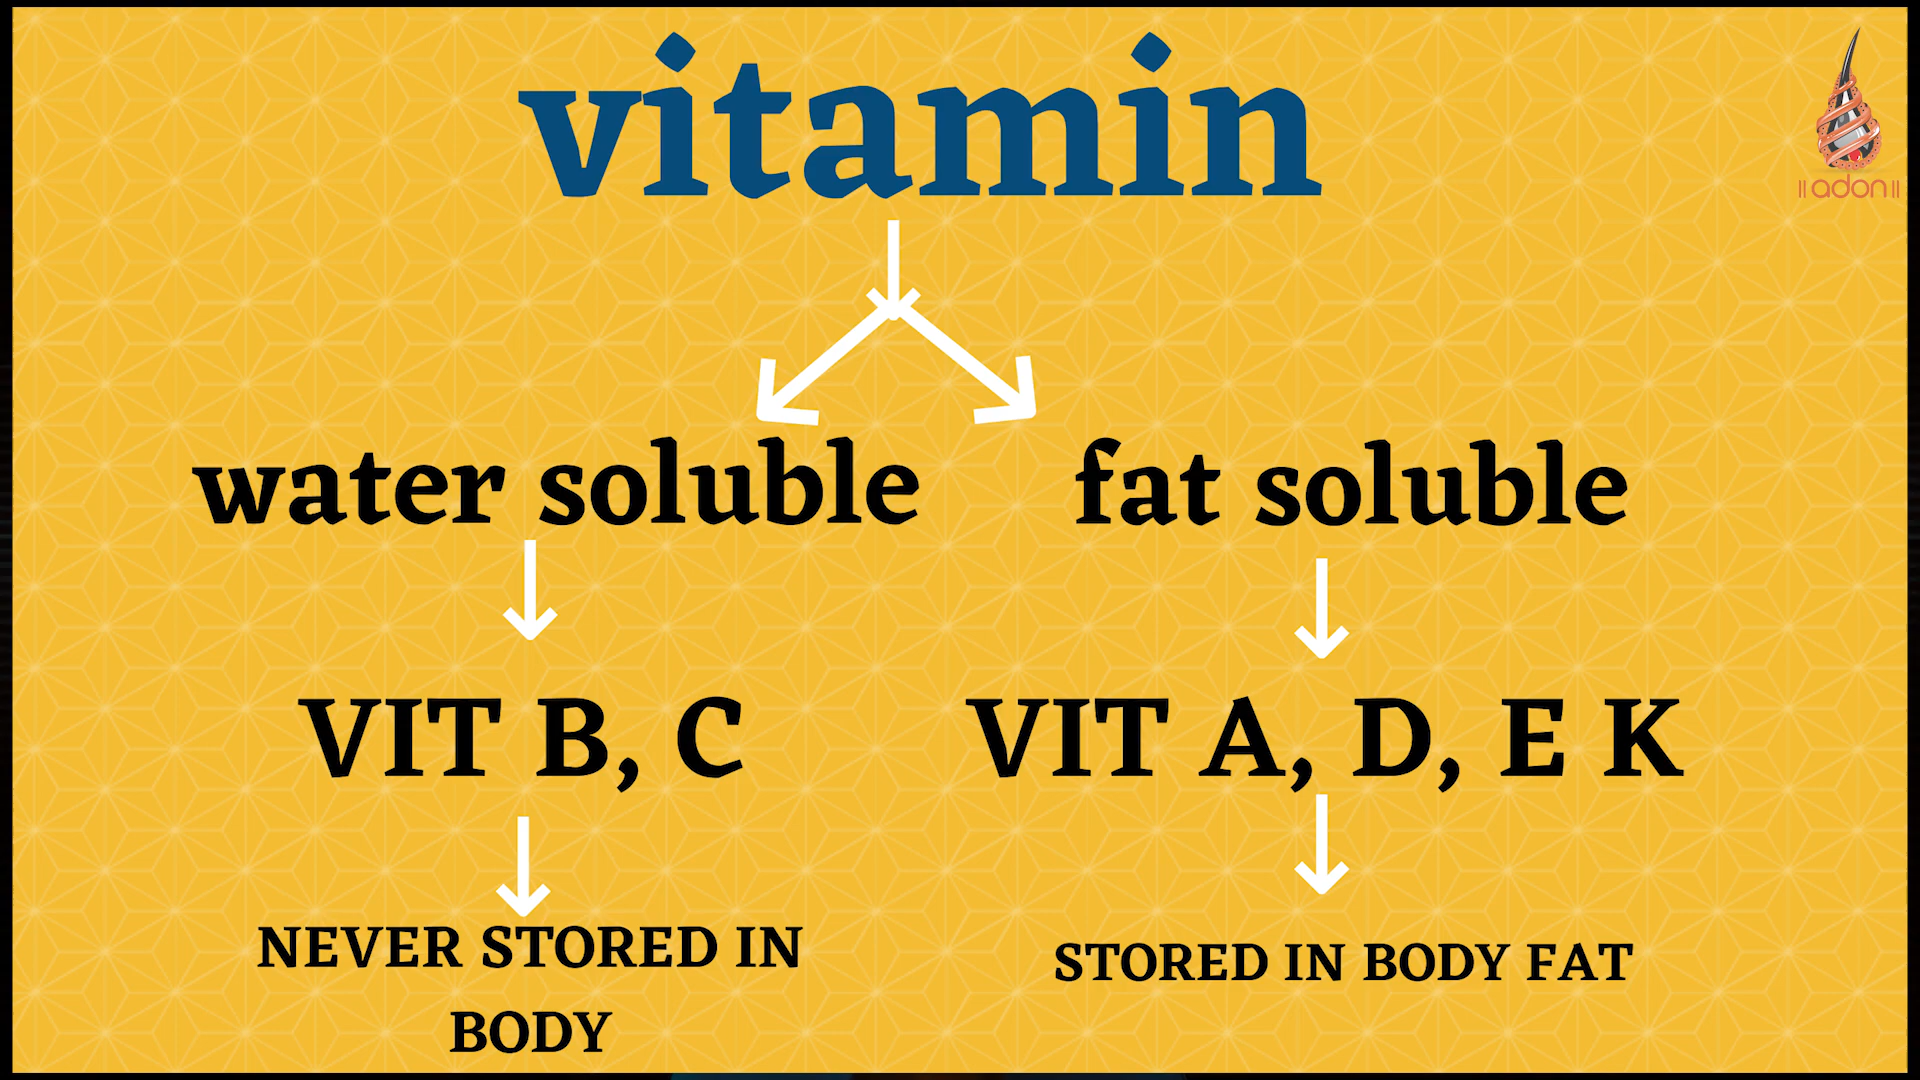 vitamin
|| adon ||
water soluble
fat soluble
VIT B, C
VIT A, D, E K
NEVER STORED IN
BODY
STORED IN BODY FAT